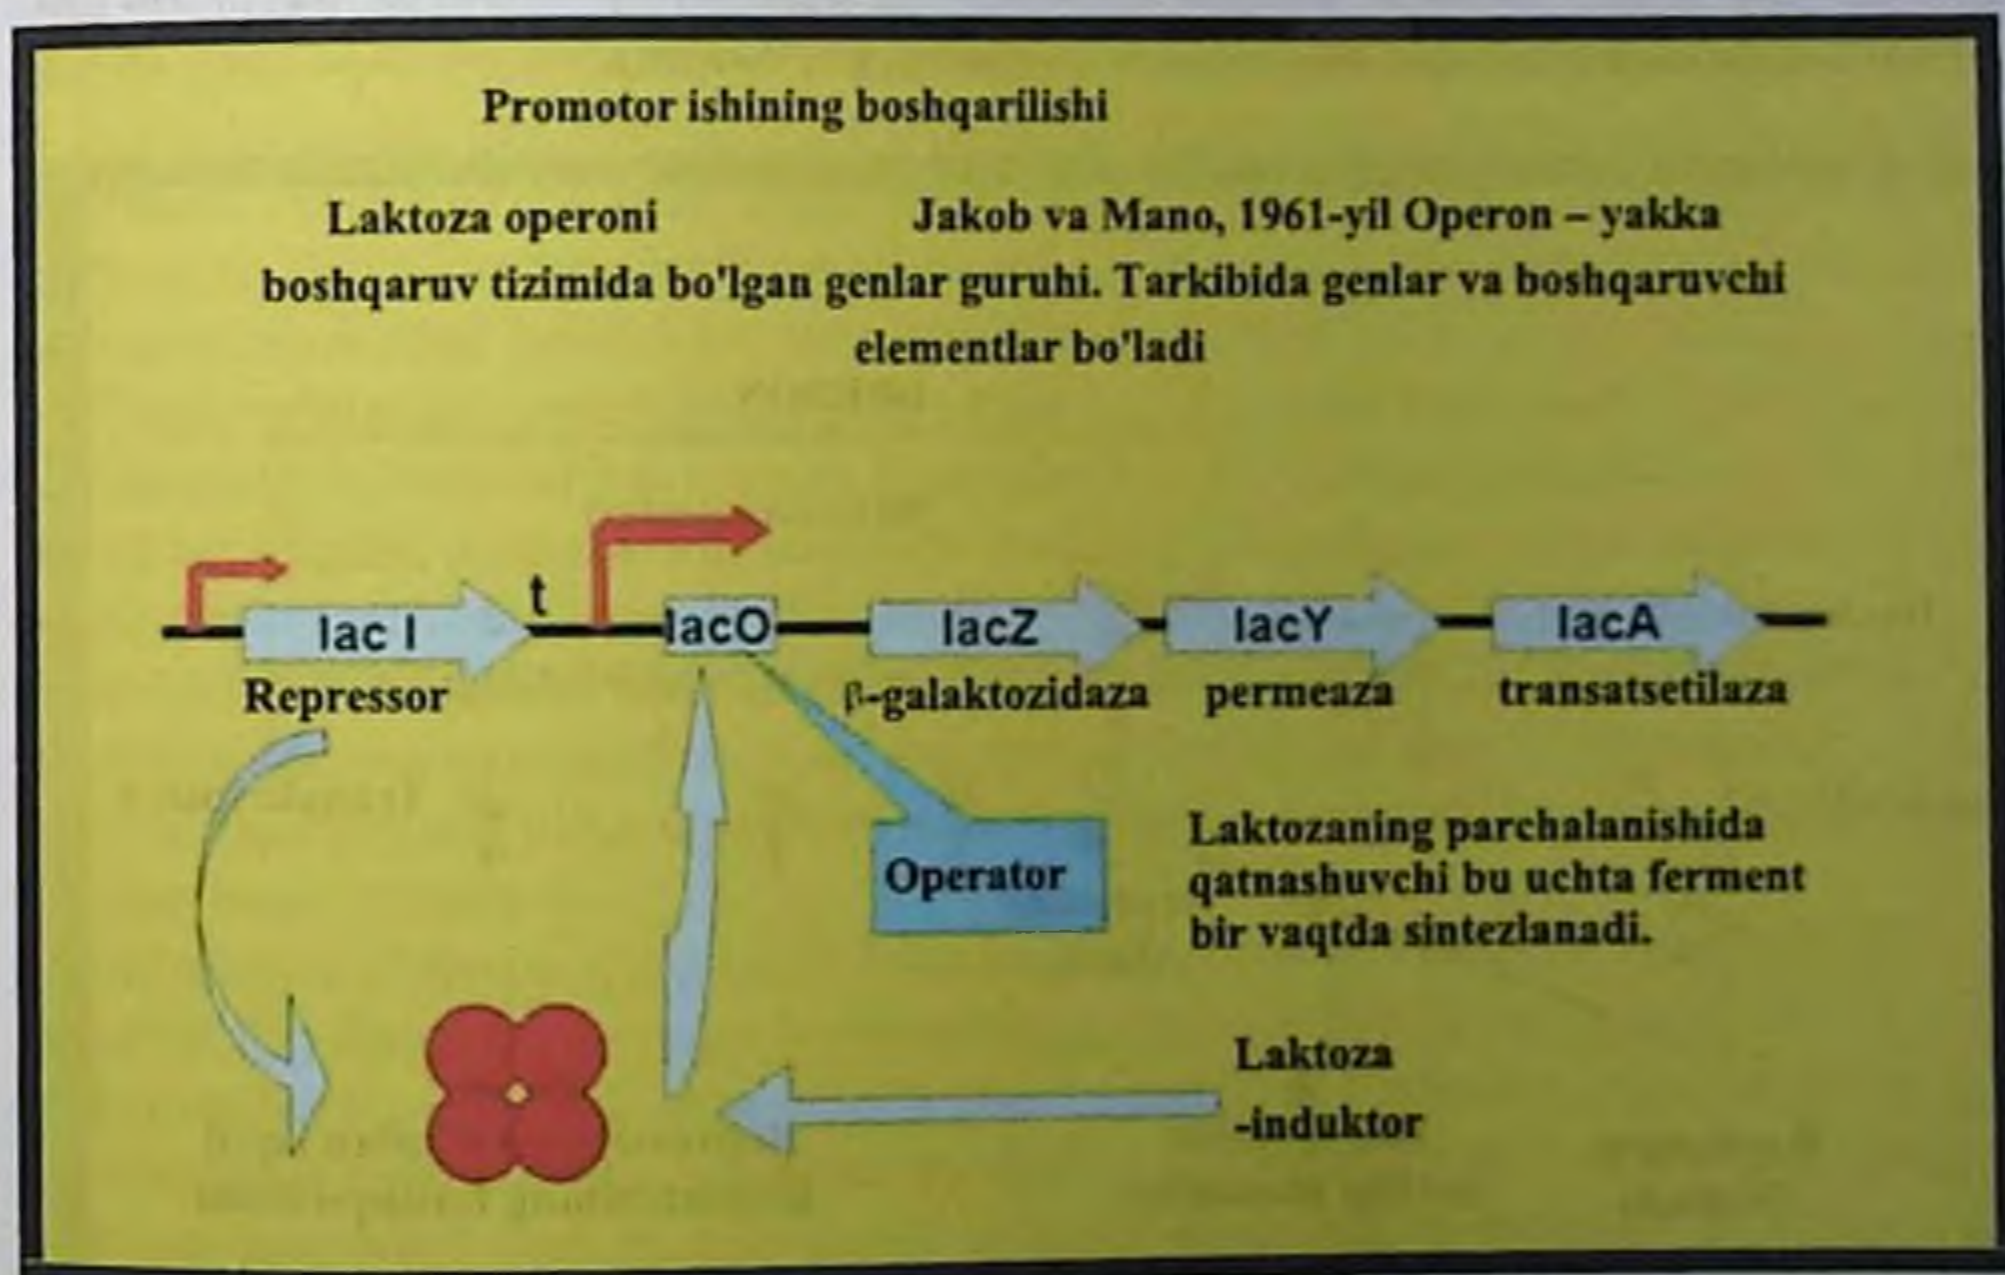 Promotor ishining boshqarilishi
Laktoza operoni Jakob va Mano, 1961-yil Operon – yakka
boshqaruv tizimida bo'lgan genlar guruhi. Tarkibida genlar va boshqaruvchi
elementlar bo'ladi
t
lac I lacO lacZ lacY lacA
Repressor β-galaktozidaza permeaza transatsetilaza
Operator
Laktozaning parchalanishida
qatnashuvchi bu uchta ferment
bir vaqtda sintezlanadi.
Laktoza
-induktor